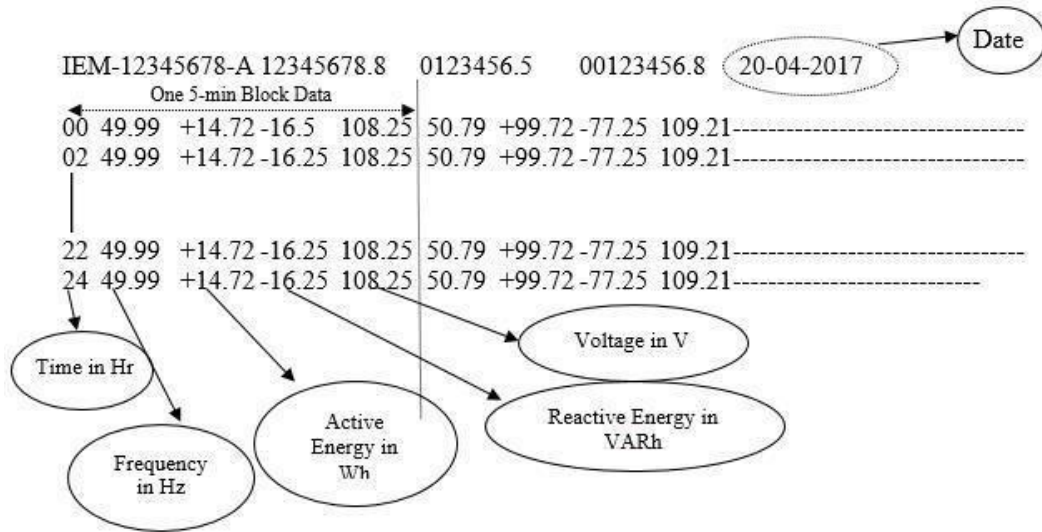 Date
IEM-12345678-A 12345678.8 0123456.5 00123456.8 20-04-2017
One 5-min Block Data
00 49.99 +14.72 -16.5 108.25 50.79 +99.72 -77.25 109.21------------------------------
02 49.99 +14.72 -16.25 108.25 50.79 +99.72 -77.25 109.21------------------------------
22 49.99 +14.72 -16.25 108.25 50.79 +99.72 -77.25 109.21------------------------------
24 49.99 +14.72 -16.25 108.25 50.79 +99.72 -77.25 109.21-------------------------
Time in Hr
Frequency
in Hz
Active
Energy in
Wh
Voltage in V
Reactive Energy in
VARh